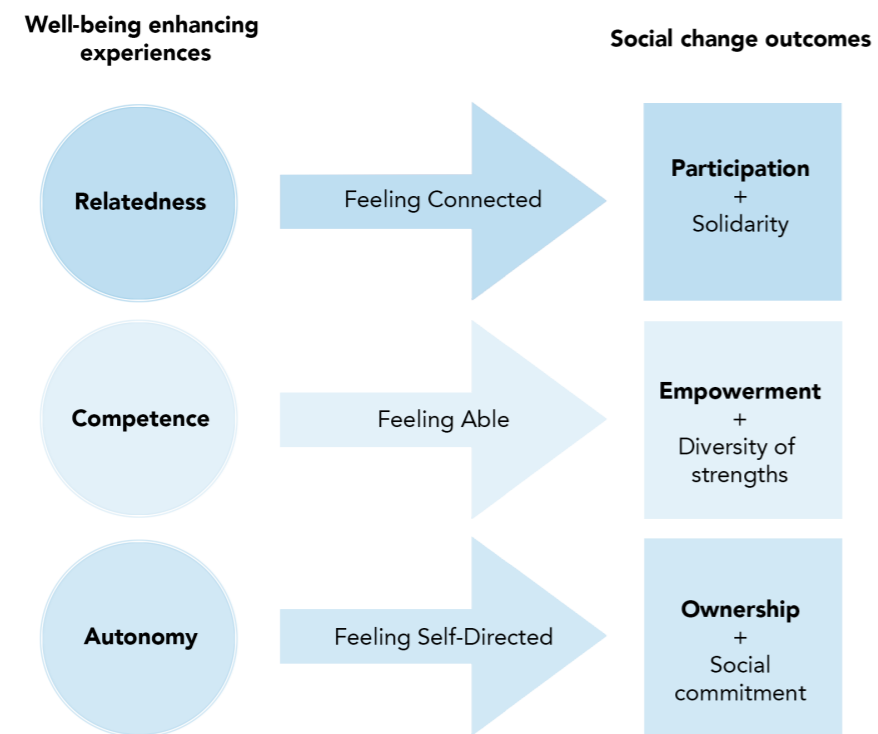 Well-being enhancing
experiences
Social change outcomes
Relatedness
Feeling Connected
Participation
+
Solidarity
Competence
Feeling Able
Empowerment
+
Diversity of
strengths
Autonomy
Feeling Self-Directed
Ownership
+
Social
commitment